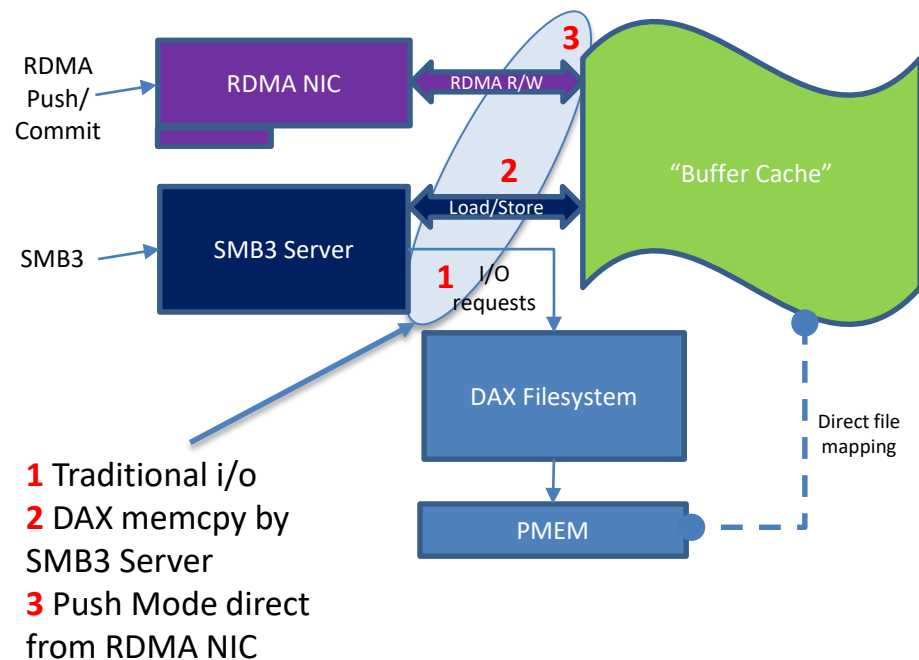 3
RDMA
Push/
Commit
RDMA NIC
RDMA R/W
“Buffer Cache”
2
Load/Store
SMB3
SMB3 Server
1
I/O
requests
DAX Filesystem
Direct file
mapping
PMEM
1 Traditional i/o
2 DAX memcpy by
SMB3 Server
3 Push Mode direct
from RDMA NIC